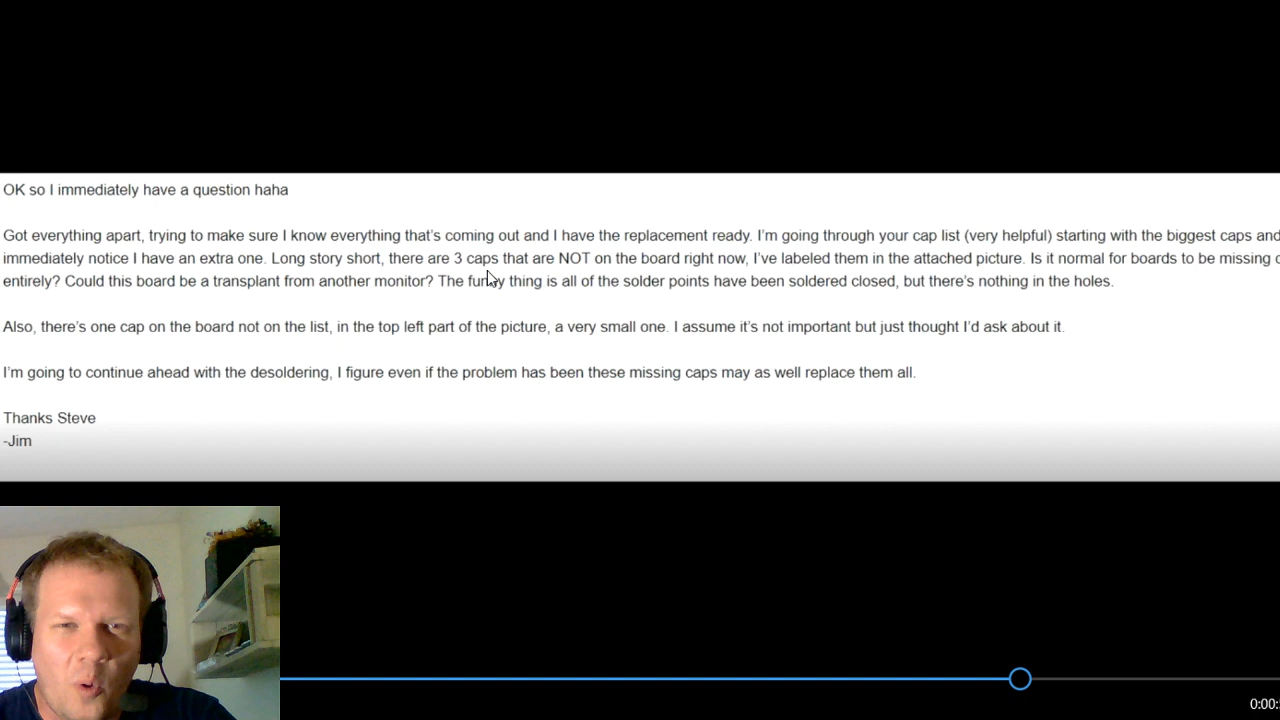 OK so I immediately have a question haha
Got everything apart, trying to make sure I know everything that's coming out and I have the replacement ready. I'm going through your cap list (very helpful) starting with the biggest caps and
immediately notice I have an extra one. Long story short, there are 3 caps that are NOT on the board right now, I've labeled them in the attached picture. Is it normal for boards to be missing
entirely? Could this board be a transplant from another monitor? The funny thing is all of the solder points have been soldered closed, but there's nothing in the holes.
Also, there's one cap on the board not on the list, in the top left part of the picture, a very small one. I assume it's not important but just thought I'd ask about it.
I'm going to continue ahead with the desoldering, I figure even if the problem has been these missing caps may as well replace them all.
Thanks Steve
-Jim
0:00: